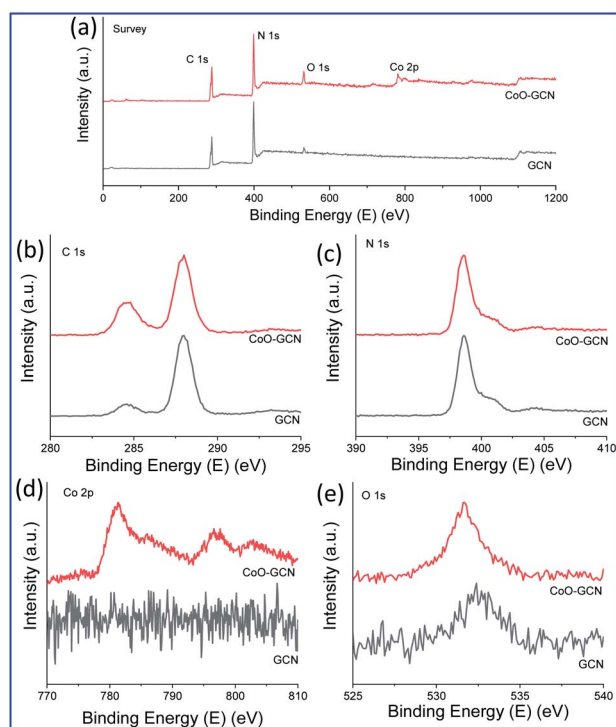 (a)
Survey
C 1s
N 1s
O 1s
Co 2p
CoO-GCN
GCN
Intensity (a.u.)
0 200 400 600 800 1000 1200
Binding Energy (E) (eV)
(b)
C 1s
CoO-GCN
GCN
Intensity (a.u.)
280 285 290 295
Binding Energy (E) (eV)
(c)
N 1s
CoO-GCN
GCN
Intensity (a.u.)
390 395 400 405 410
Binding Energy (E) (eV)
(d)
Co 2p
CoO-GCN
GCN
Intensity (a.u.)
770 780 790 800 810
Binding Energy (E) (eV)
(e)
O 1s
CoO-GCN
GCN
Intensity (a.u.)
525 530 535 540
Binding Energy (E) (eV)